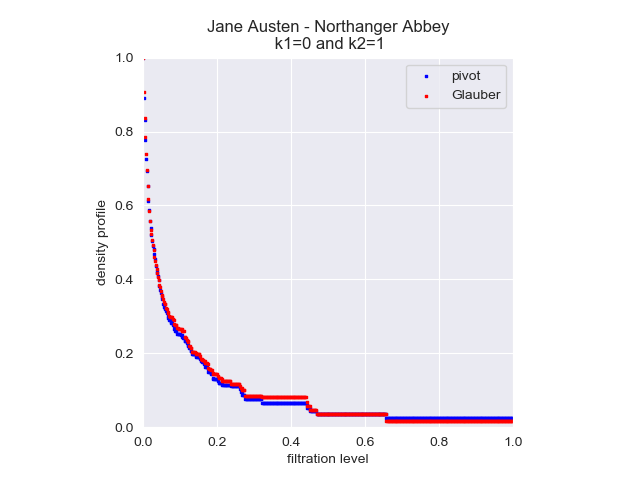 Jane Austen - Northanger Abbey
k1=0 and k2=1
pivot
Glauber
density profile
1.0
0.8
0.6
0.4
0.2
0.0
0.0 0.2 0.4 0.6 0.8 1.0
filtration level